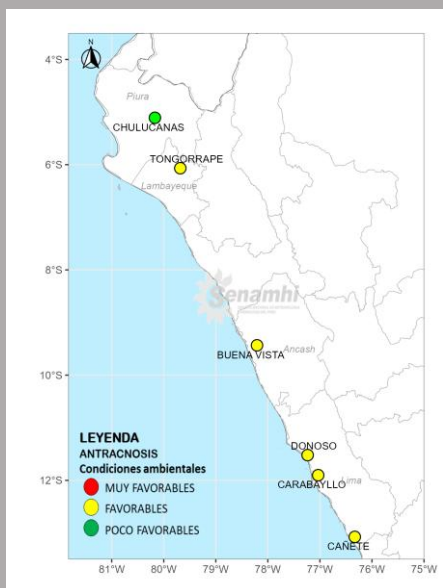 N
4°S
Piura
CHULUCANAS
TONGORRAPE
6°S
Lambayeque
8°S
Senamhi
BUENA VISTA
Ancash
10°S
LEYENDA
ANTRACNOSIS
Condiciones ambientales
MUY FAVORABLES
FAVORABLES
POCO FAVORABLES
DONOSO
CARABAYLLO
Lima
12°S
CAÑETE
81°W 80°W 79°W 78°W 77°W 76°W 75°W